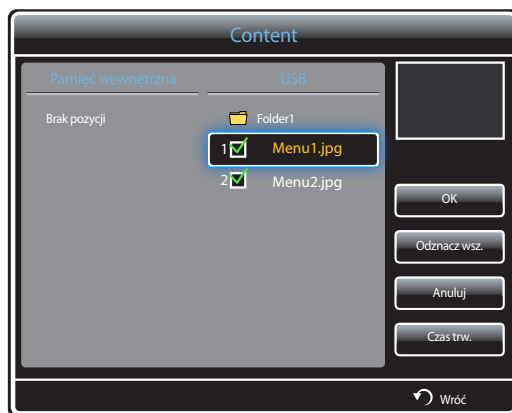 Content
Pamięć wewnętrzna
USB
Brak pozycji
Folder1
1 Menu1.jpg
2 Menu2.jpg
OK
Odznacz wsz.
Anuluj
Czas trw.
Wróć